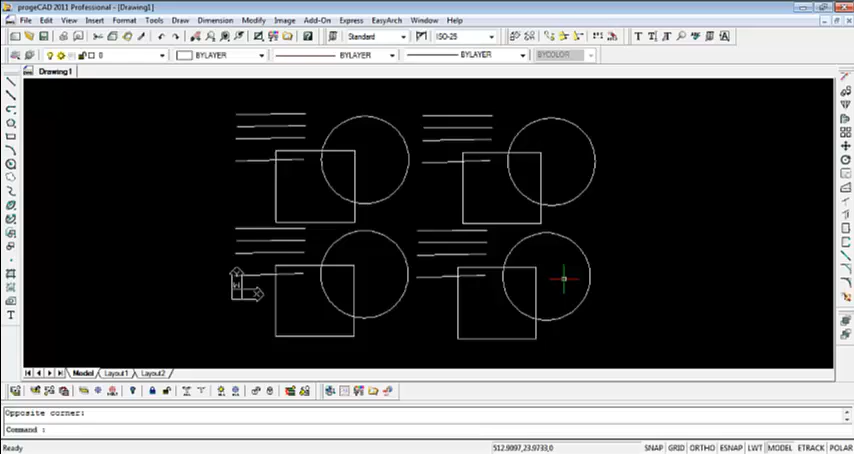 progeCAD 2011 Professional - [Drawing1]
File Edit View Insert Format Tools Draw Dimension Modify Image Add-On Express EasyArch Window Help
Standard ISO-25
0 BYLAYER BYLAYER BYLAYER BYCOLOR
Drawing1
W
X
Model Layout1 Layout2
Opposite corner:
Command :
Ready 512.9097,23.9733,0 SNAP GRID ORTHO ESNAP LWT MODEL ETRACK POLAR